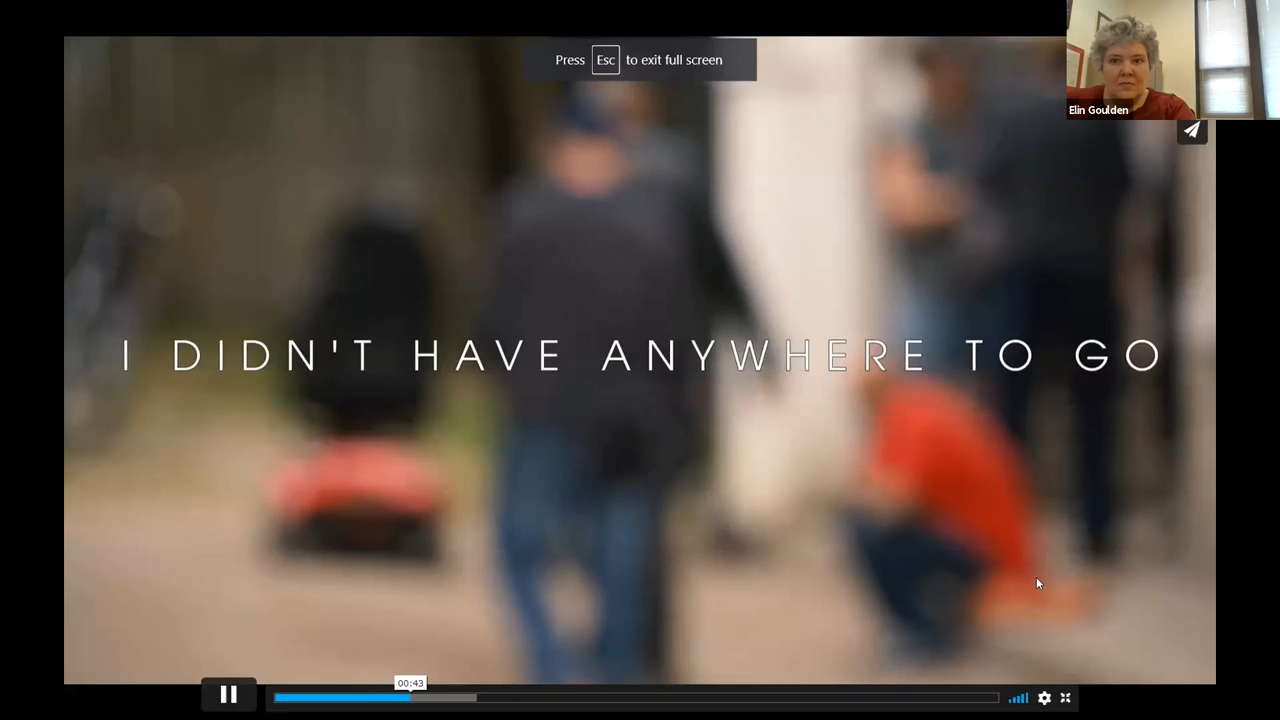 Press Esc to exit full screen
Elin Goulden
I DIDN'T HAVE ANYWHERE TO GO
00:43